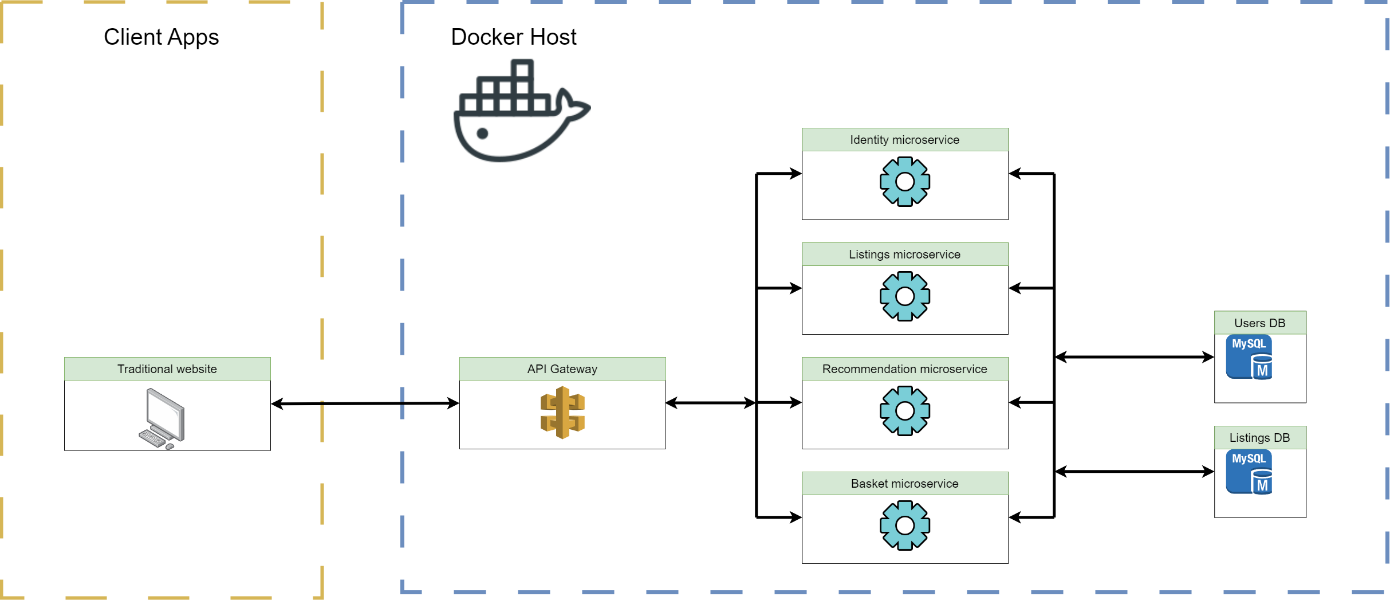 Client Apps
Docker Host
Identity microservice
Listings microservice
Users DB
MySQL
M
Traditional website
API Gateway
Recommendation microservice
Listings DB
MySQL
M
Basket microservice